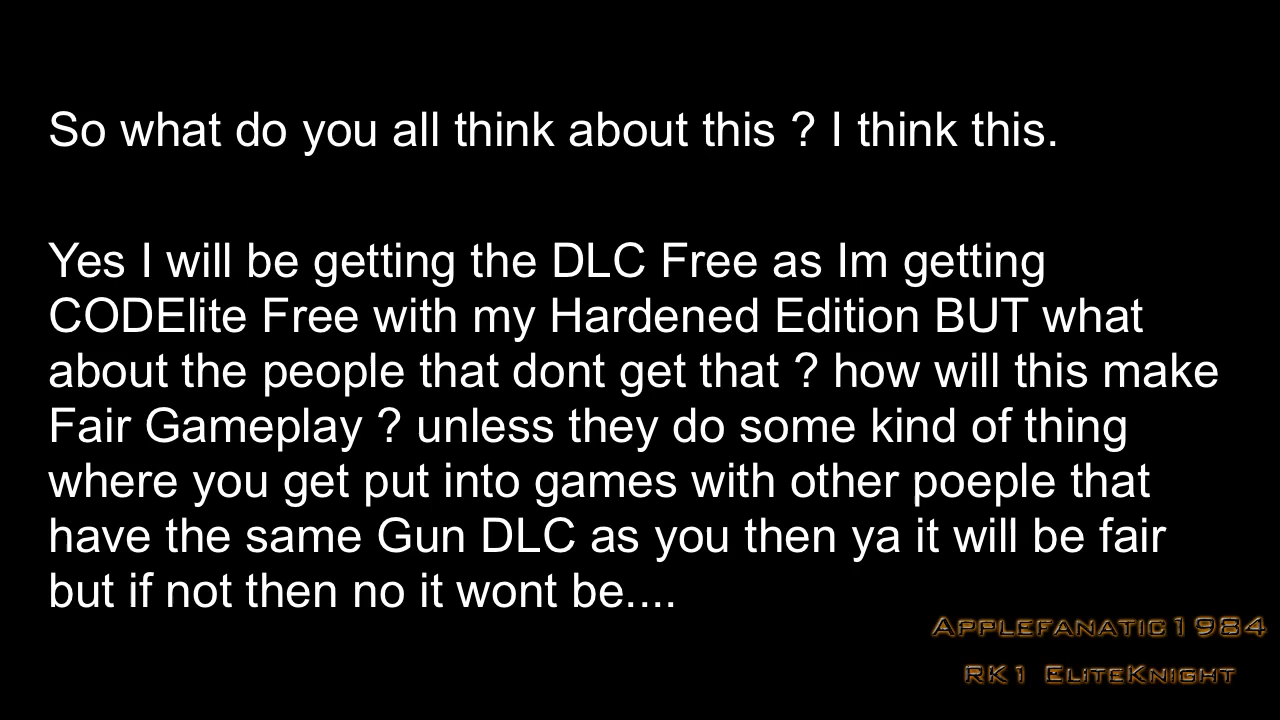 So what do you all think about this ? I think this.
Yes I will be getting the DLC Free as Im getting
CODElite Free with my Hardened Edition BUT what
about the people that dont get that ? how will this make
Fair Gameplay ? unless they do some kind of thing
where you get put into games with other poeple that
have the same Gun DLC as you then ya it will be fair
but if not then no it wont be....
Applefanatic1984
RK1 EliteKnight